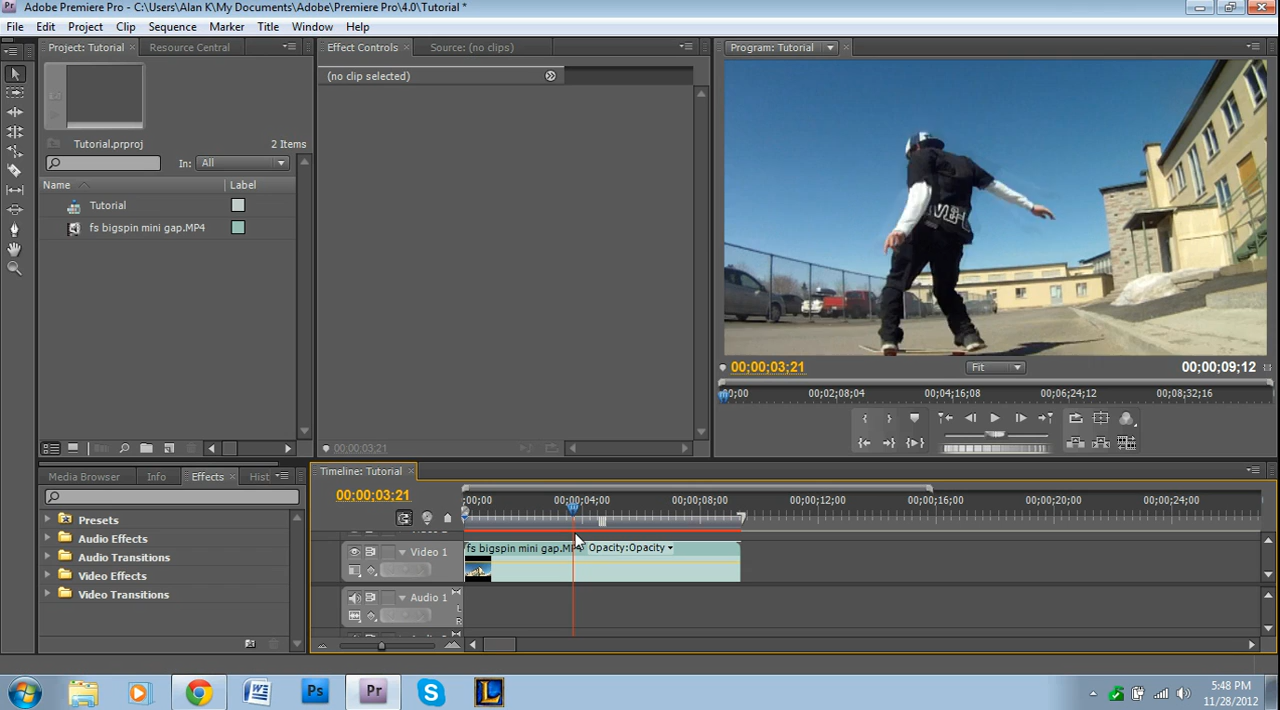 Pr Adobe Premiere Pro - C:\Users\Alan K\My Documents\Adobe\Premiere Pro\4.0\Tutorial *
File Edit Project Clip Sequence Marker Title Window Help
Project: Tutorial × Resource Central
Effect Controls × Source: (no clips)
Program: Tutorial ×
(no clip selected)
Tutorial.prproj 2 Items
In: All
Name Label
Tutorial
fs bigspin mini gap.MP4
00;00;03;21
00;00;03;21 Fit 00;00;09;12
00;00 00;02;08;04 00;04;16;08 00;06;24;12 00;08;32;16
Media Browser Info Effects × Hist
Presets
Audio Effects
Audio Transitions
Video Effects
Video Transitions
Timeline: Tutorial ×
00;00;03;21
;00;00 00;00;04;00 00;00;08;00 00;00;12;00 00;00;16;00 00;00;20;00 00;00;24;00
Video 1
fs bigspin mini gap.MP4 Opacity:Opacity
Audio 1
L
R
W Ps Pr S L
5:48 PM
11/28/2012